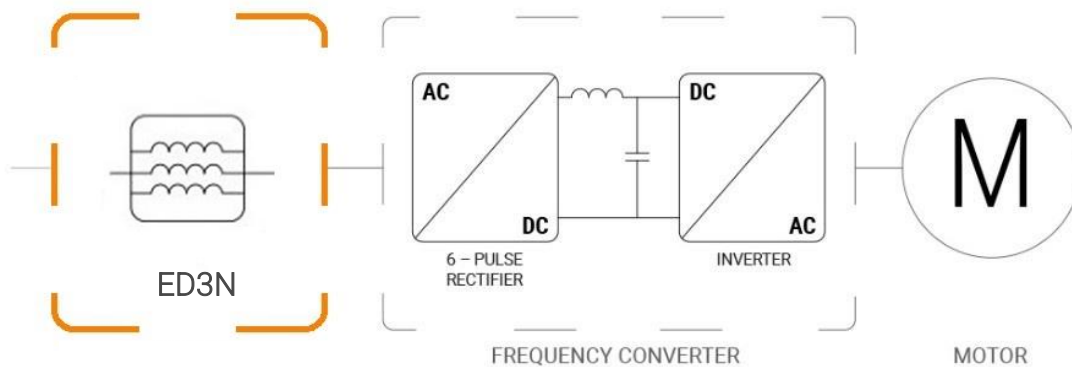 AC
DC
DC
AC
M
ED3N
6 – PULSE
RECTIFIER
INVERTER
FREQUENCY CONVERTER
MOTOR